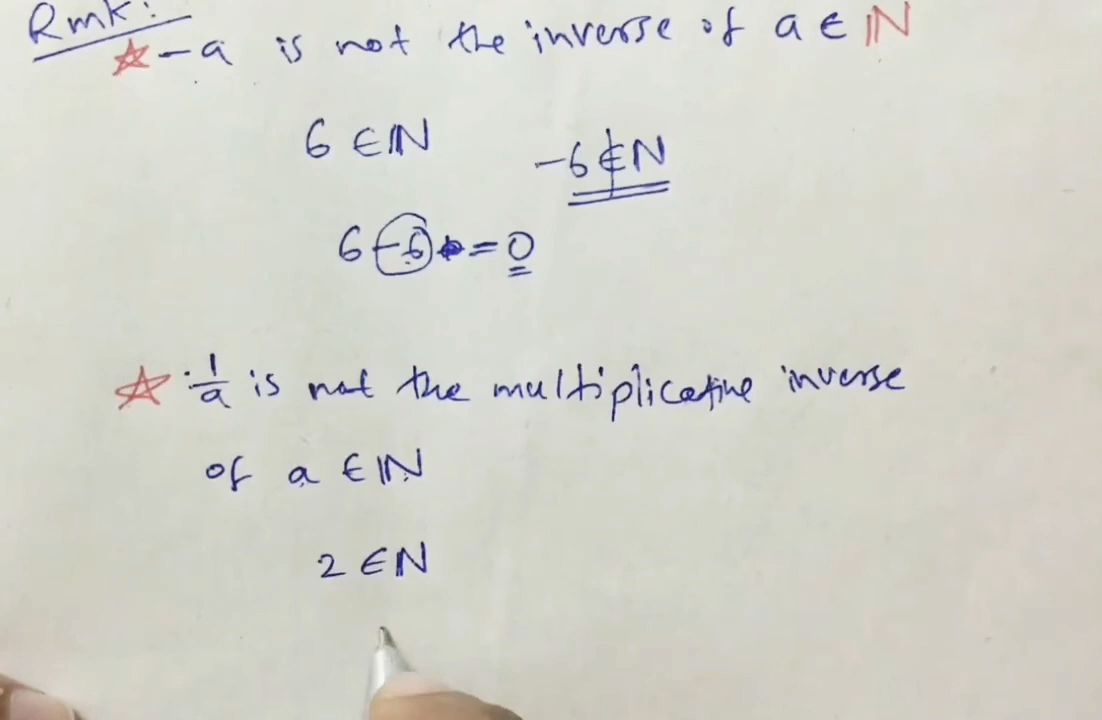 Rmk:
☆ -a is not the inverse of a ∈ ℕ
6 ∈ ℕ
-6 ∉ N
6 -6 = 0
☆ 1/a is not the multiplicative inverse
of a ∈ ℕ
2 ∈ N